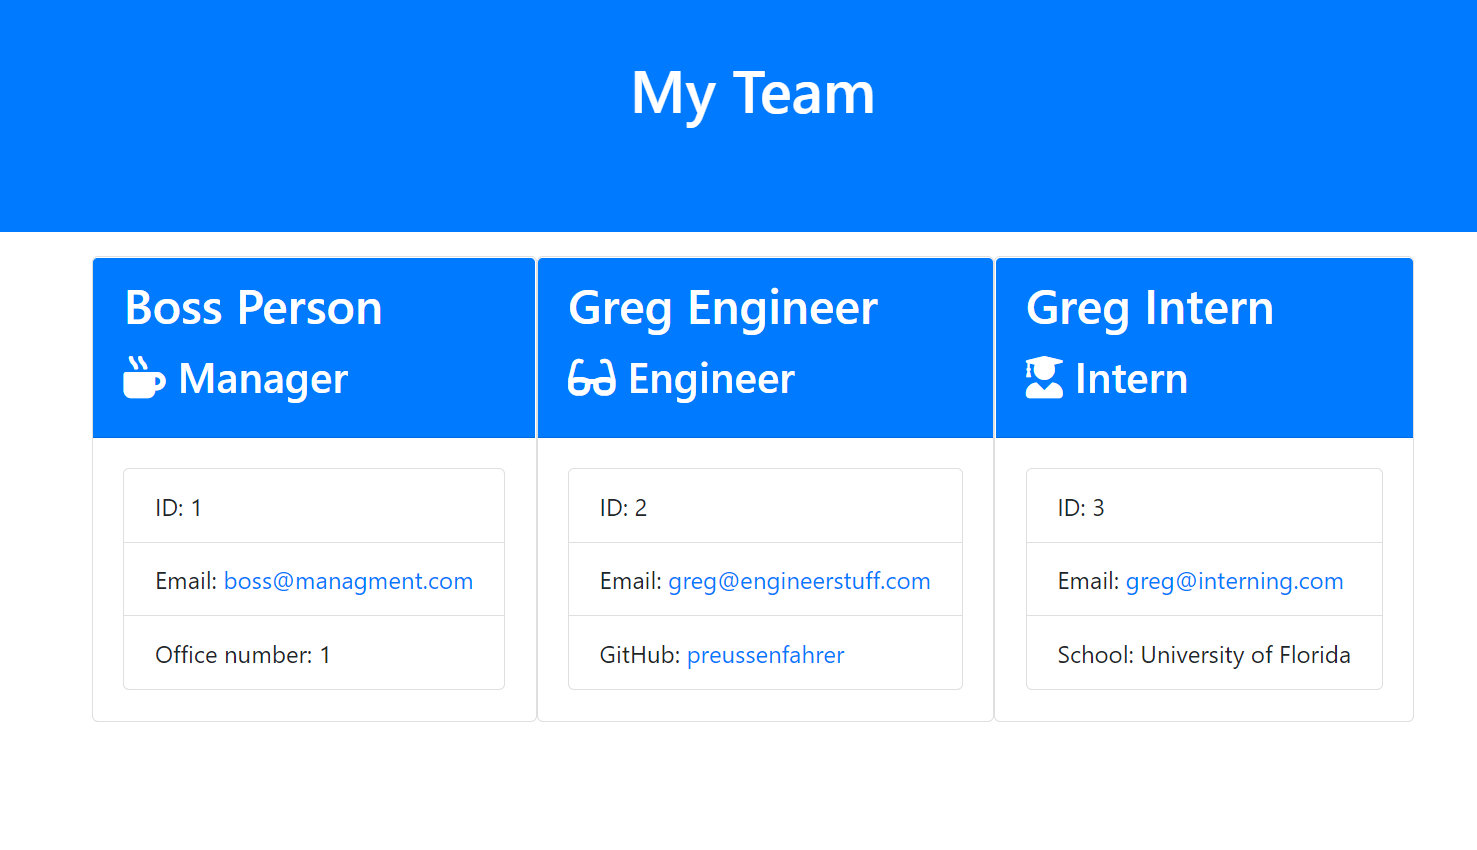 My Team
Boss Person
Manager
ID: 1
Email: boss@managment.com
Office number: 1
Greg Engineer
Engineer
ID: 2
Email: greg@engineerstuff.com
GitHub: preussenfahrer
Greg Intern
Intern
ID: 3
Email: greg@interning.com
School: University of Florida